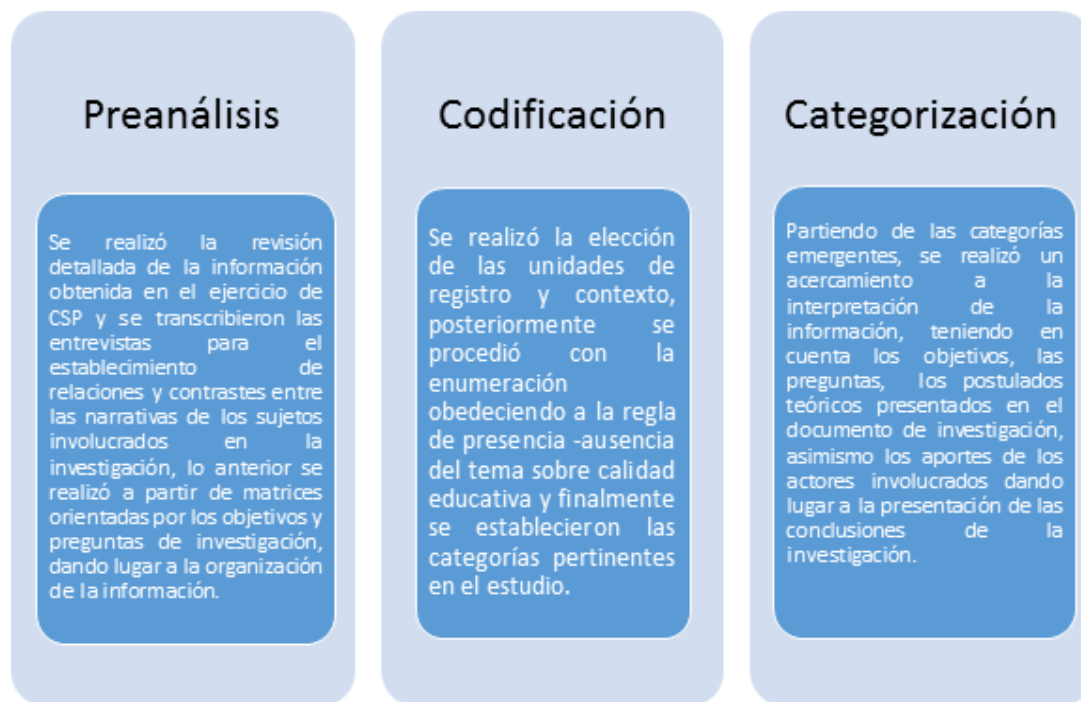 Preanálisis
Se realizó la revisión
detallada de la información
obtenida en el ejercicio de
CSP y se transcribieron las
entrevistas para el
establecimiento de
relaciones y contrastes entre
las narrativas de los sujetos
involucrados en la
investigación, lo anterior se
realizó a partir de matrices
orientadas por los objetivos y
preguntas de investigación,
dando lugar a la organización
de la información.
Codificación
Se realizó la elección
de las unidades de
registro y contexto,
posteriormente se
procedió con la
enumeración
obedeciendo a la regla
de presencia -ausencia
del tema sobre calidad
educativa y finalmente
se establecieron las
categorías pertinentes
en el estudio.
Categorización
Partiendo de las categorías
emergentes, se realizó un
acercamiento a la
interpretación de la
información, teniendo en
cuenta los objetivos, las
preguntas, los postulados
teóricos presentados en el
documento de investigación,
asimismo los aportes de los
actores involucrados dando
lugar a la presentación de las
conclusiones de la
investigación.